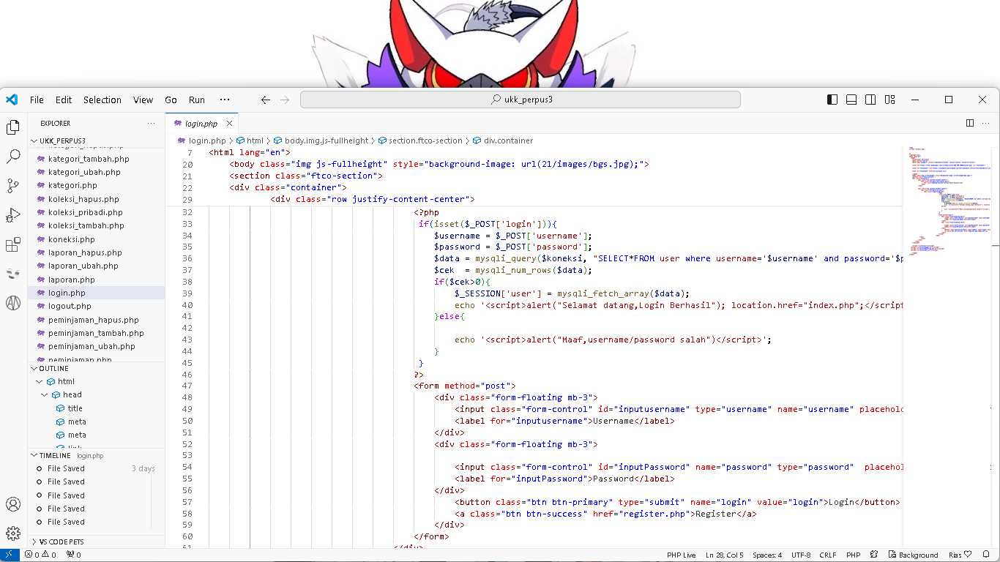 File Edit Selection View Go Run ··· ukk_perpus3
EXPLORER ···
login.php
UKK_PERPUS3
login.php > html > body.img.js-fullheight > section.ftco-section > div.container
kategori_tambah.php
kategori_ubah.php
kategori.php
koleksi_hapus.php
koleksi_pribadi.php
koleksi_tambah.php
koneksi.php
laporan_hapus.php
laporan_ubah.php
laporan.php
login.php
logout.php
peminjaman_hapus.php
peminjaman_tambah.php
peminjaman_ubah.php
peminjaman.php
OUTLINE
html
head
title
meta
meta
link
TIMELINE login.php
File Saved 3 days
File Saved
File Saved
File Saved
File Saved
VS CODE PETS
7 <html lang="en">
20 <body class="img js-fullheight" style="background-image: url(21/images/bgs.jpg);">
21 <section class="ftco-section">
22 <div class="container">
29 <div class="row justify-content-center">
32 <?php
33 if(isset($_POST['login'])){
34 $username = $_POST['username'];
35 $password = $_POST['password'];
36 $data = mysqli_query($koneksi, "SELECT*FROM user where username='$username' and password='$p
37 $cek  = mysqli_num_rows($data);
38 if($cek>0){
39 $_SESSION['user'] = mysqli_fetch_array($data);
40 echo '<script>alert("Selamat datang,Login Berhasil"); location.href="index.php";</script
41 }else{
42
43 echo '<script>alert("Maaf,username/password salah")</script>';
44 }
45 }
46 ?>
47 <form method="post">
48 <div class="form-floating mb-3">
49 <input class="form-control" id="inputusername" type="username" name="username" placehold
50 <label for="inputusername">Username</label>
51 </div>
52 <div class="form-floating mb-3">
53
54 <input class="form-control" id="inputPassword" name="password" type="password"  placehold
55 <label for="inputPassword">Password</label>
56 </div>
57 <button class="btn btn-primary" type="submit" name="login" value="login">Login</button>
58 <a class="btn btn-success" href="register.php">Register</a>
59 </div>
60 </form>
61 </div>
0 0 0 PHP Live Ln 28, Col 5 Spaces: 4 UTF-8 CRLF PHP Background Rias